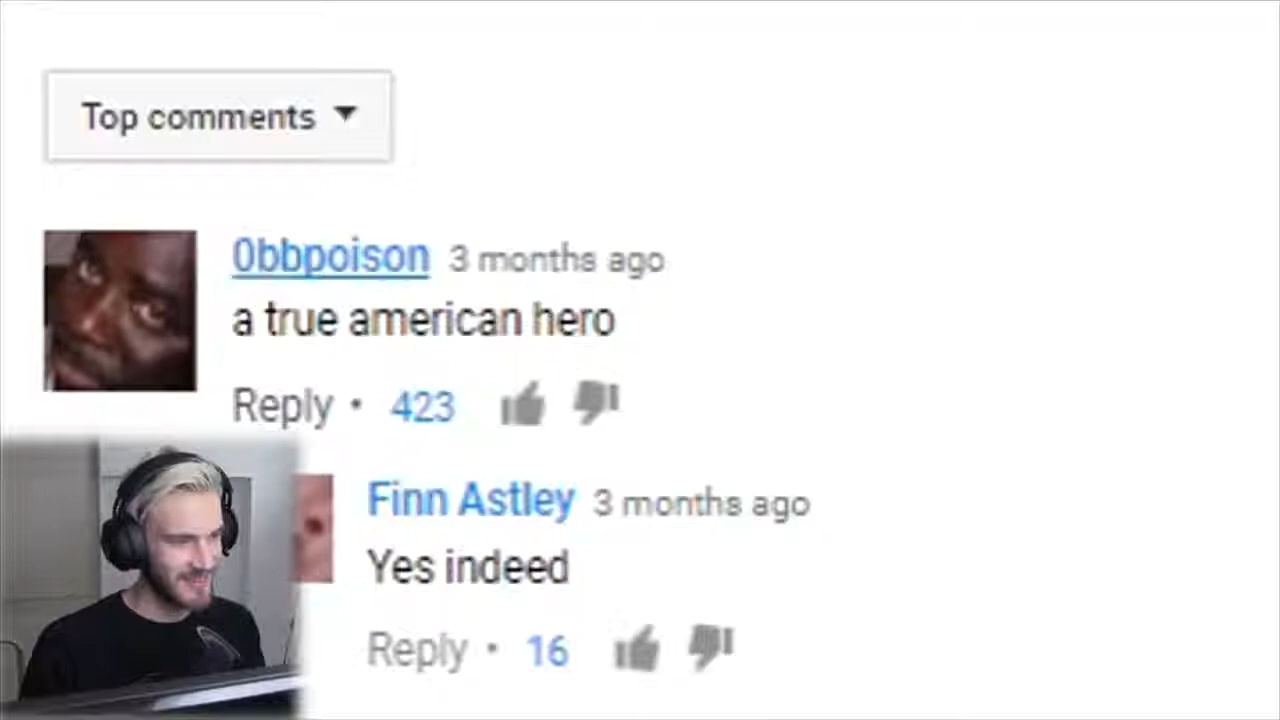 Top comments
0bbpoison 3 months ago
a true american hero
Reply • 423
Finn Astley 3 months ago
Yes indeed
Reply • 16